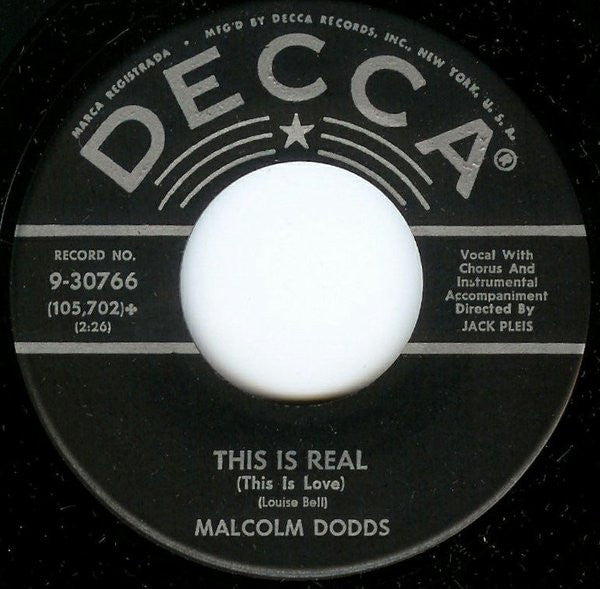 MARCA REGISTRADA • MFG'D BY DECCA RECORDS, INC., NEW YORK, U.S.A.
DECCA®
RECORD NO.
9-30766
(105,702)✤
(2:26)
Vocal With
Chorus And
Instrumental
Accompaniment
Directed By
JACK PLEIS
THIS IS REAL
(This Is Love)
(Louise Bell)
MALCOLM DODDS